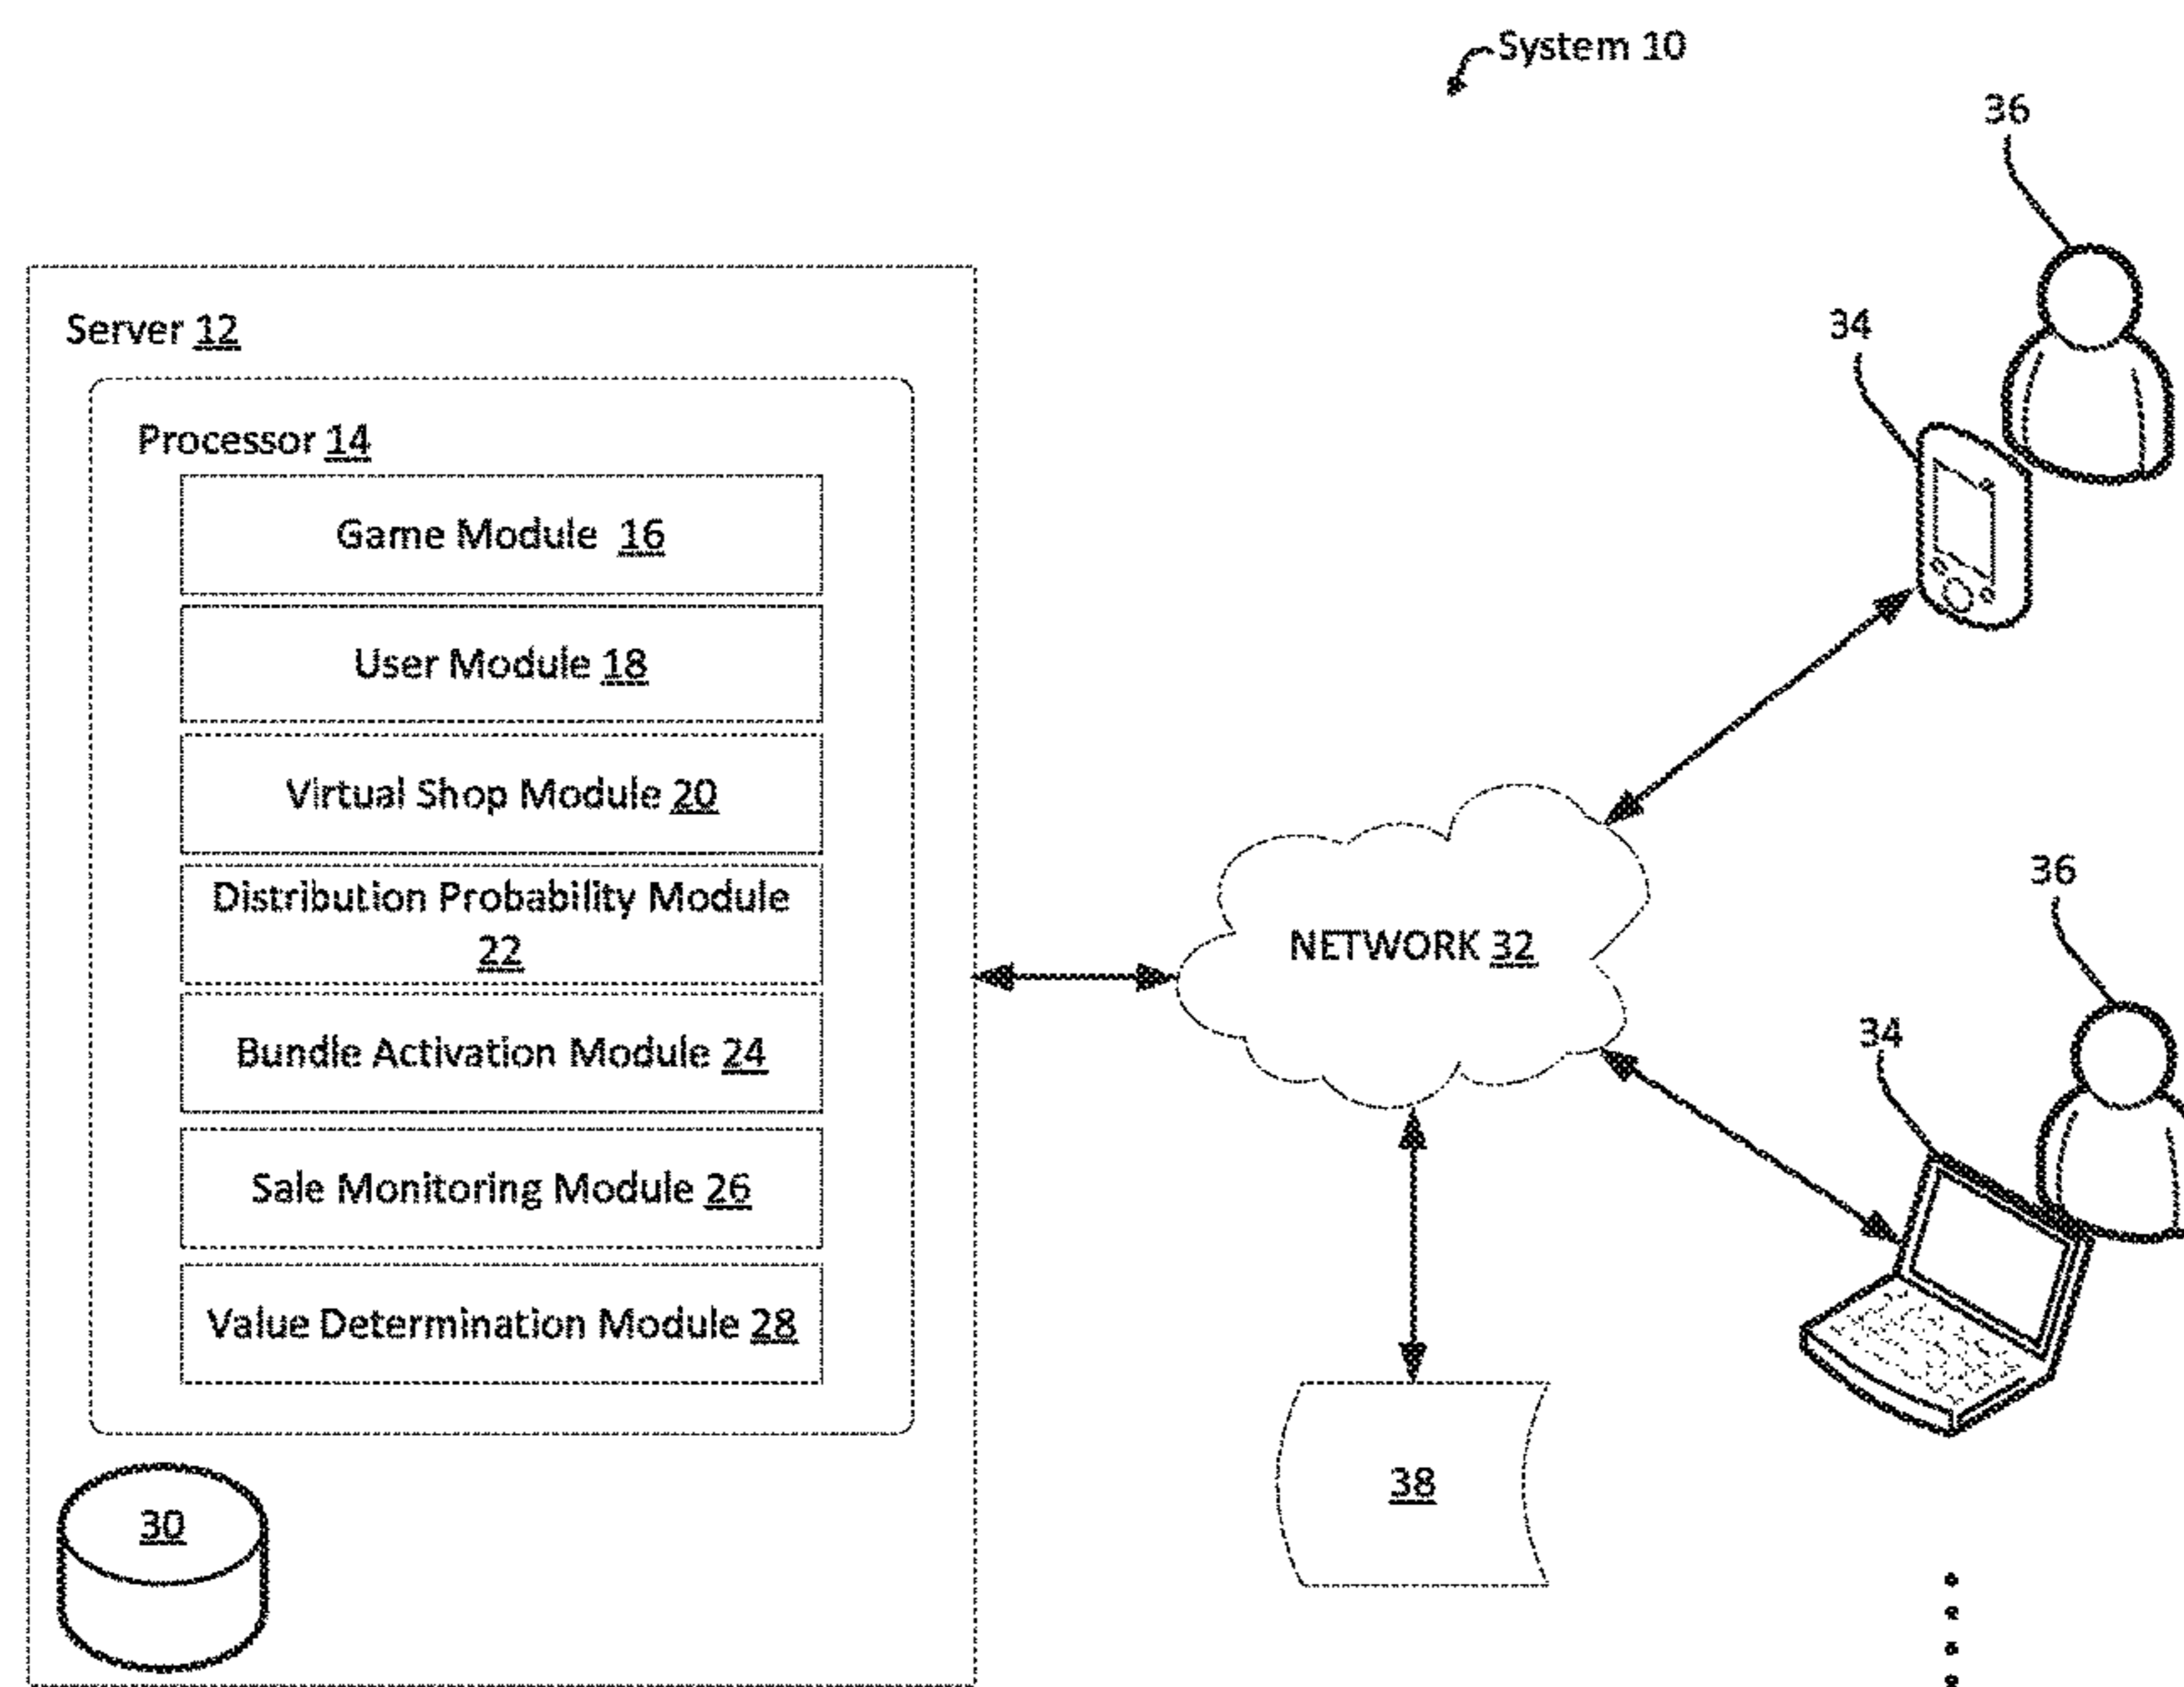 System 10
36
34
Server 12
Processor 14
Game Module 16
User Module 18
Virtual Shop Module 20
Distribution Probability Module
22
Bundle Activation Module 24
Sale Monitoring Module 26
Value Determination Module 28
30
NETWORK 32
36
34
38